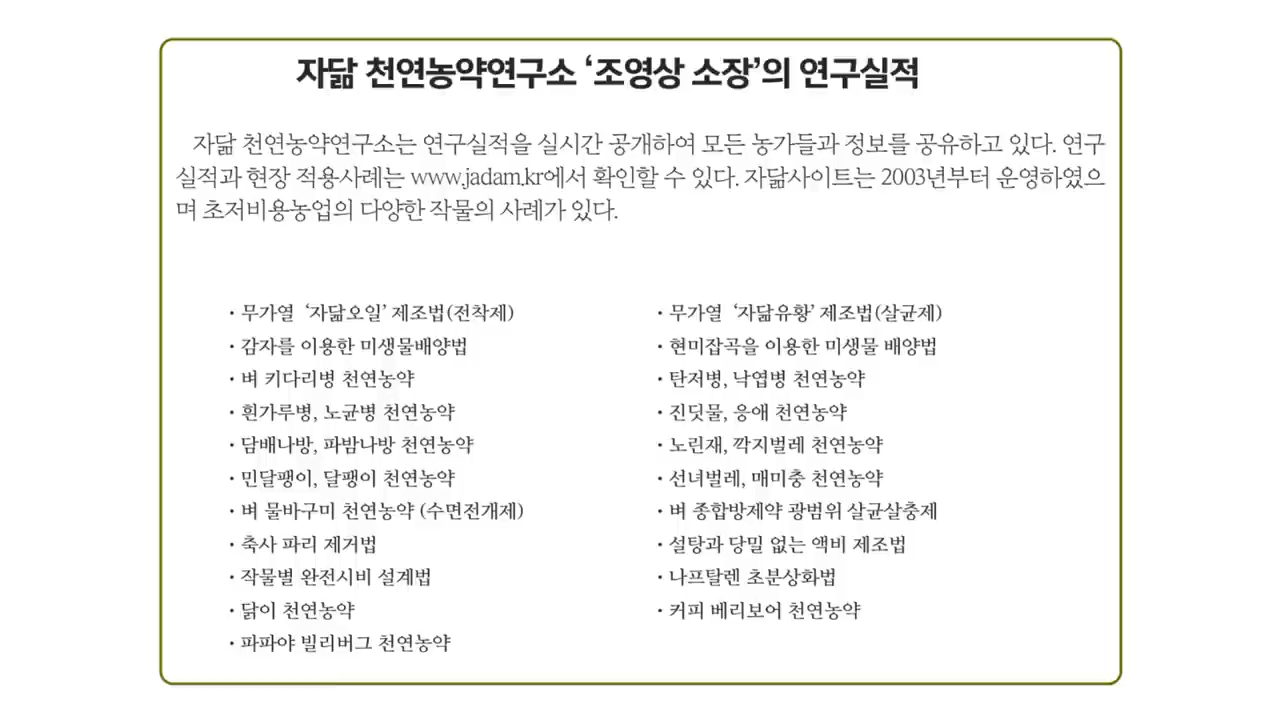 자닮 천연농약연구소 ‘조영상 소장’의 연구실적
자닮 천연농약연구소는 연구실적을 실시간 공개하여 모든 농가들과 정보를 공유하고 있다. 연구
실적과 현장 적용사례는 www.jadam.kr에서 확인할 수 있다. 자닮사이트는 2003년부터 운영하였으
며 초저비용농업의 다양한 작물의 사례가 있다.
· 무가열 ‘자닮오일’ 제조법(전착제)
· 무가열 ‘자닮유황’ 제조법(살균제)
· 감자를 이용한 미생물배양법
· 현미잡곡을 이용한 미생물 배양법
· 벼 키다리병 천연농약
· 탄저병, 낙엽병 천연농약
· 흰가루병, 노균병 천연농약
· 진딧물, 응애 천연농약
· 담배나방, 파밤나방 천연농약
· 노린재, 깍지벌레 천연농약
· 민달팽이, 달팽이 천연농약
· 선녀벌레, 매미충 천연농약
· 벼 물바구미 천연농약 (수면전개제)
· 벼 종합방제약 광범위 살균살충제
· 축사 파리 제거법
· 설탕과 당밀 없는 액비 제조법
· 작물별 완전시비 설계법
· 나프탈렌 초분상화법
· 닭이 천연농약
· 커피 베리보어 천연농약
· 파파야 빌리버그 천연농약